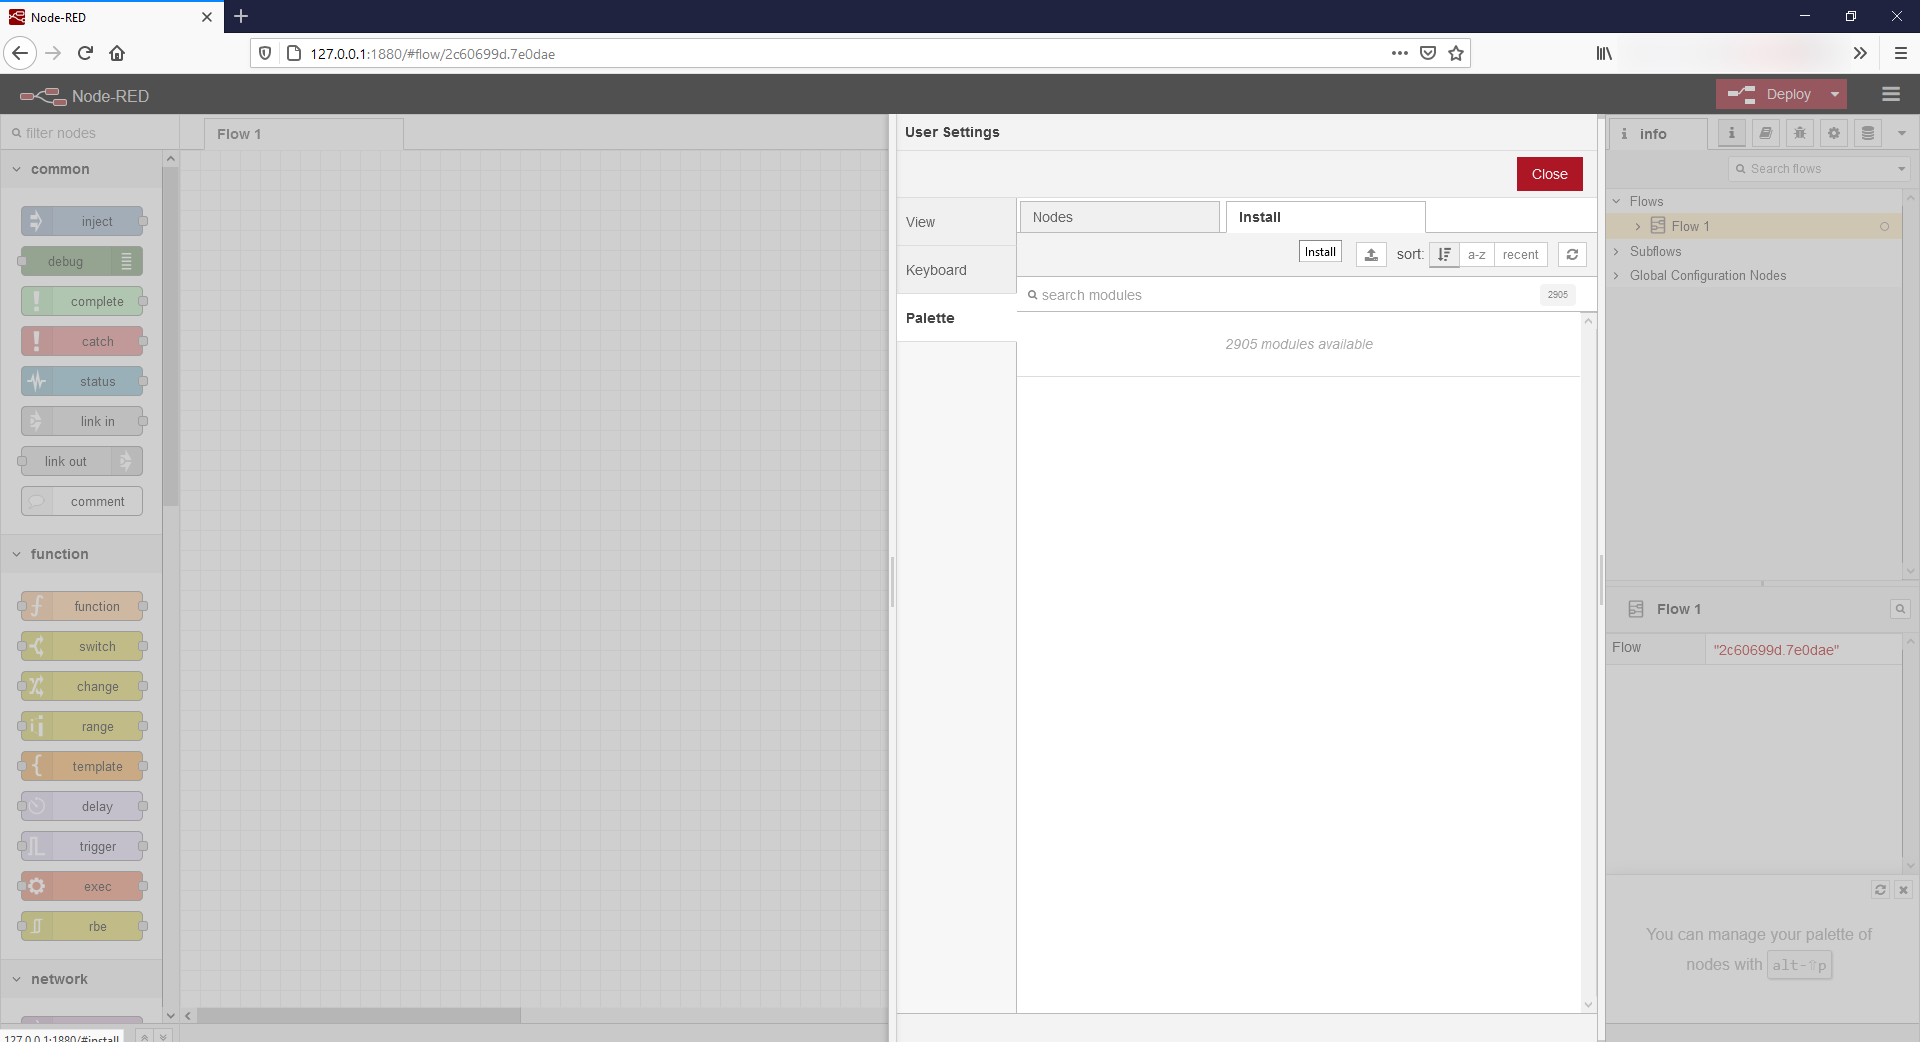 Node-RED
127.0.0.1:1880/#flow/2c60699d.7e0dae
Node-RED
Deploy
filter nodes
common
inject
debug
complete
catch
status
link in
link out
comment
function
function
switch
change
range
template
delay
trigger
exec
rbe
network
127.0.0.1:1880/#install
Flow 1
User Settings
Close
View
Keyboard
Palette
Nodes
Install
Install
sort:
a-z
recent
search modules
2905
2905 modules available
info
Search flows
Flows
Flow 1
Subflows
Global Configuration Nodes
Flow 1
Flow
"2c60699d.7e0dae"
You can manage your palette of
nodes with alt-⇧p